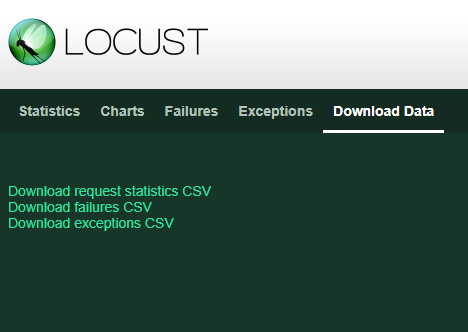 LOCUST
Statistics Charts Failures Exceptions Download Data
Download request statistics CSV
Download failures CSV
Download exceptions CSV